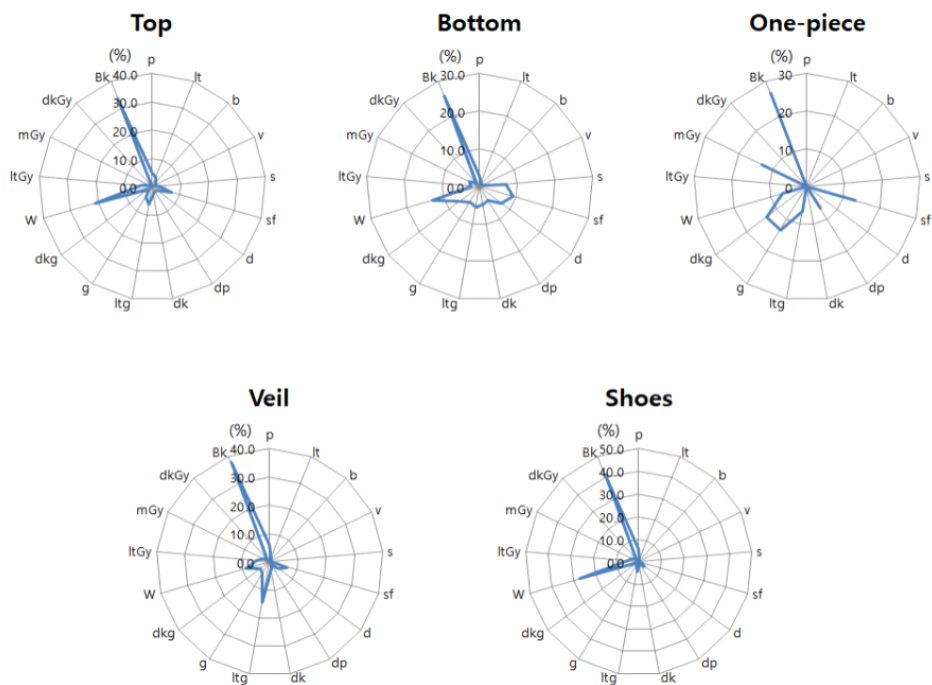 Top
(%)
40.0
30.0
20.0
10.0
0.0
p
lt
b
v
s
sf
d
dp
dk
ltg
g
dkg
W
ltGy
mGy
dkGy
Bk
Bottom
(%)
30.0
20.0
10.0
0.0
p
lt
b
v
s
sf
d
dp
dk
ltg
g
dkg
W
ltGy
mGy
dkGy
Bk
One-piece
(%)
30
20
10
0
p
lt
b
v
s
sf
d
dp
dk
ltg
g
dkg
W
ltGy
mGy
dkGy
Bk
Veil
(%)
40.0
30.0
20.0
10.0
0.0
p
lt
b
v
s
sf
d
dp
dk
ltg
g
dkg
W
ltGy
mGy
dkGy
Bk
Shoes
(%)
50.0
40.0
30.0
20.0
10.0
0.0
p
lt
b
v
s
sf
d
dp
dk
ltg
g
dkg
W
ltGy
mGy
dkGy
Bk